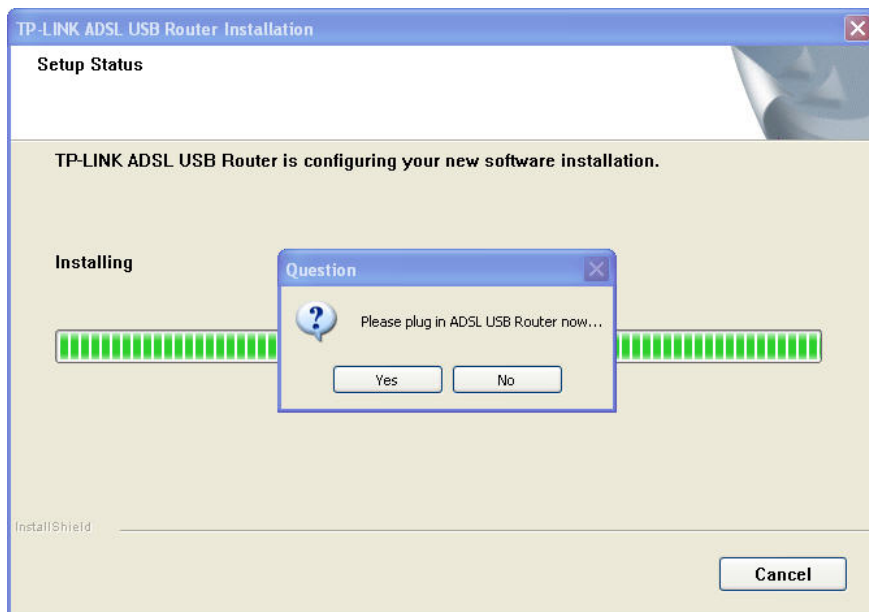 TP-LINK ADSL USB Router Installation
Setup Status
TP-LINK ADSL USB Router is configuring your new software installation.
Installing
Question
Please plug in ADSL USB Router now...
Yes No
InstallShield
Cancel